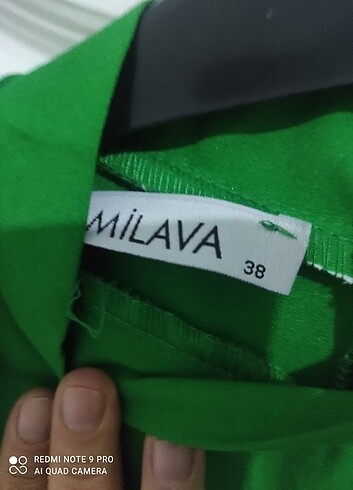 MİLAVA
38
REDMI NOTE 9 PRO
AI QUAD CAMERA